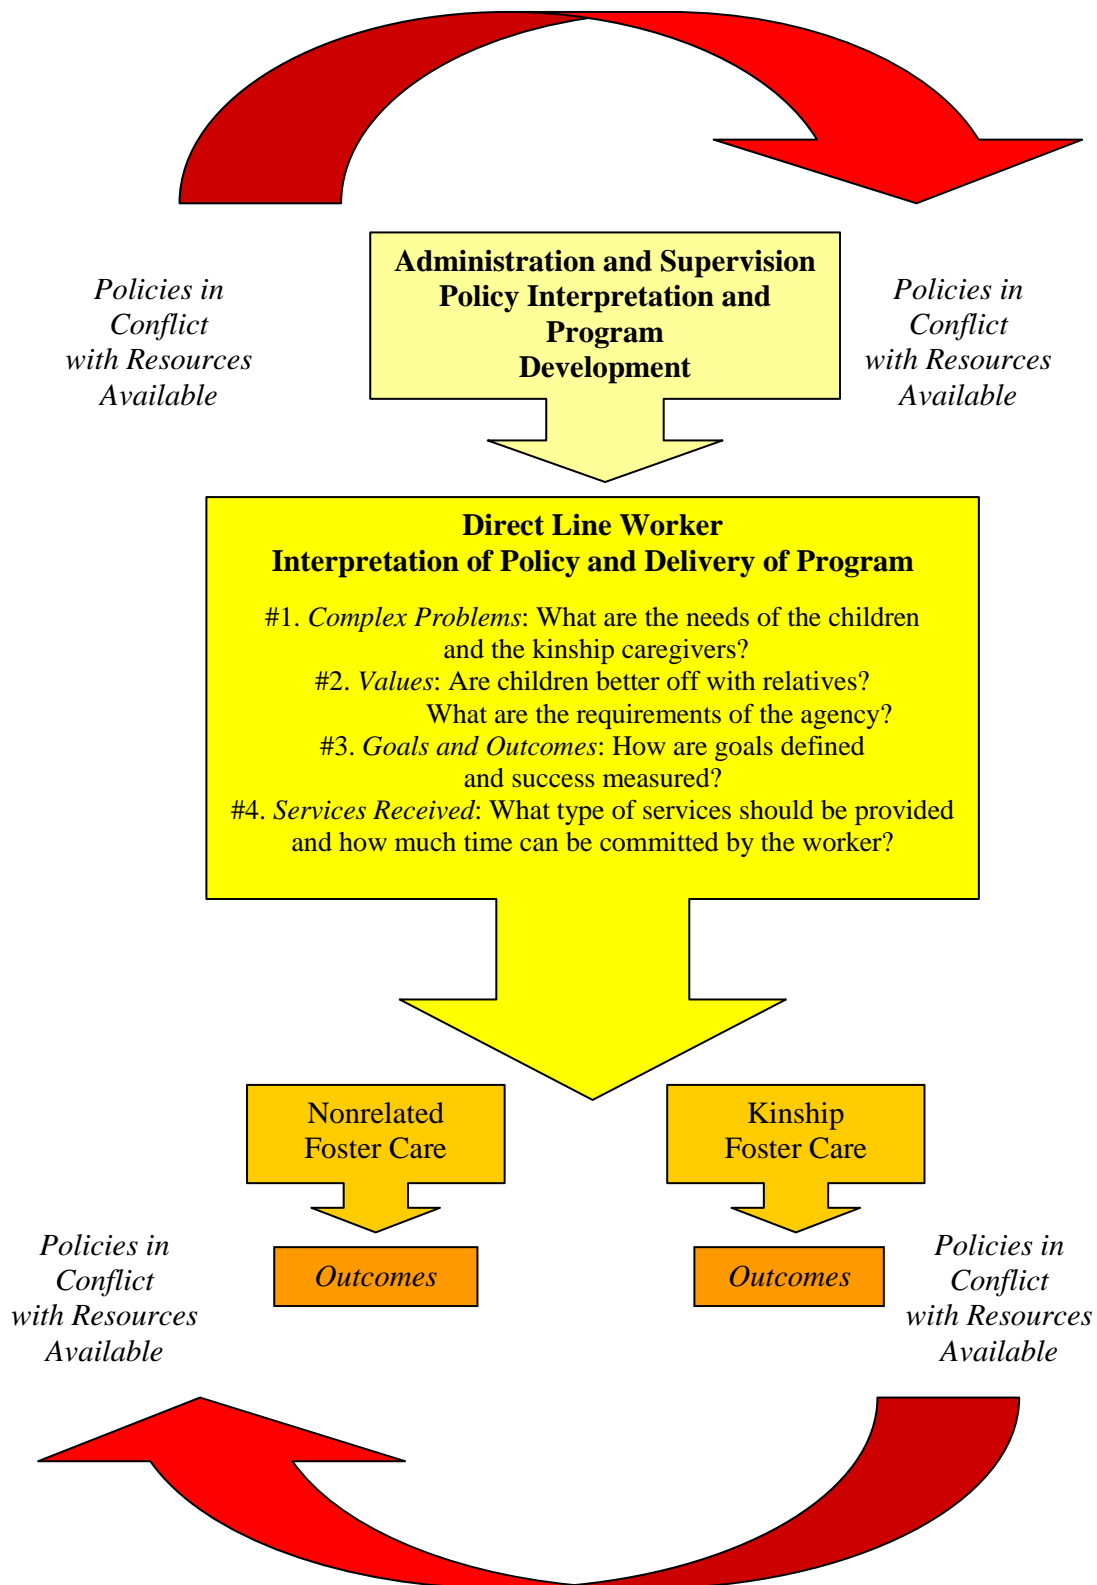 Administration and Supervision
Policy Interpretation and
Program
Development
Policies in
Conflict
with Resources
Available
Policies in
Conflict
with Resources
Available
Direct Line Worker
Interpretation of Policy and Delivery of Program
#1. Complex Problems: What are the needs of the children
and the kinship caregivers?
#2. Values: Are children better off with relatives?
What are the requirements of the agency?
#3. Goals and Outcomes: How are goals defined
and success measured?
#4. Services Received: What type of services should be provided
and how much time can be committed by the worker?
Nonrelated
Foster Care
Kinship
Foster Care
Policies in
Conflict
with Resources
Available
Outcomes
Outcomes
Policies in
Conflict
with Resources
Available